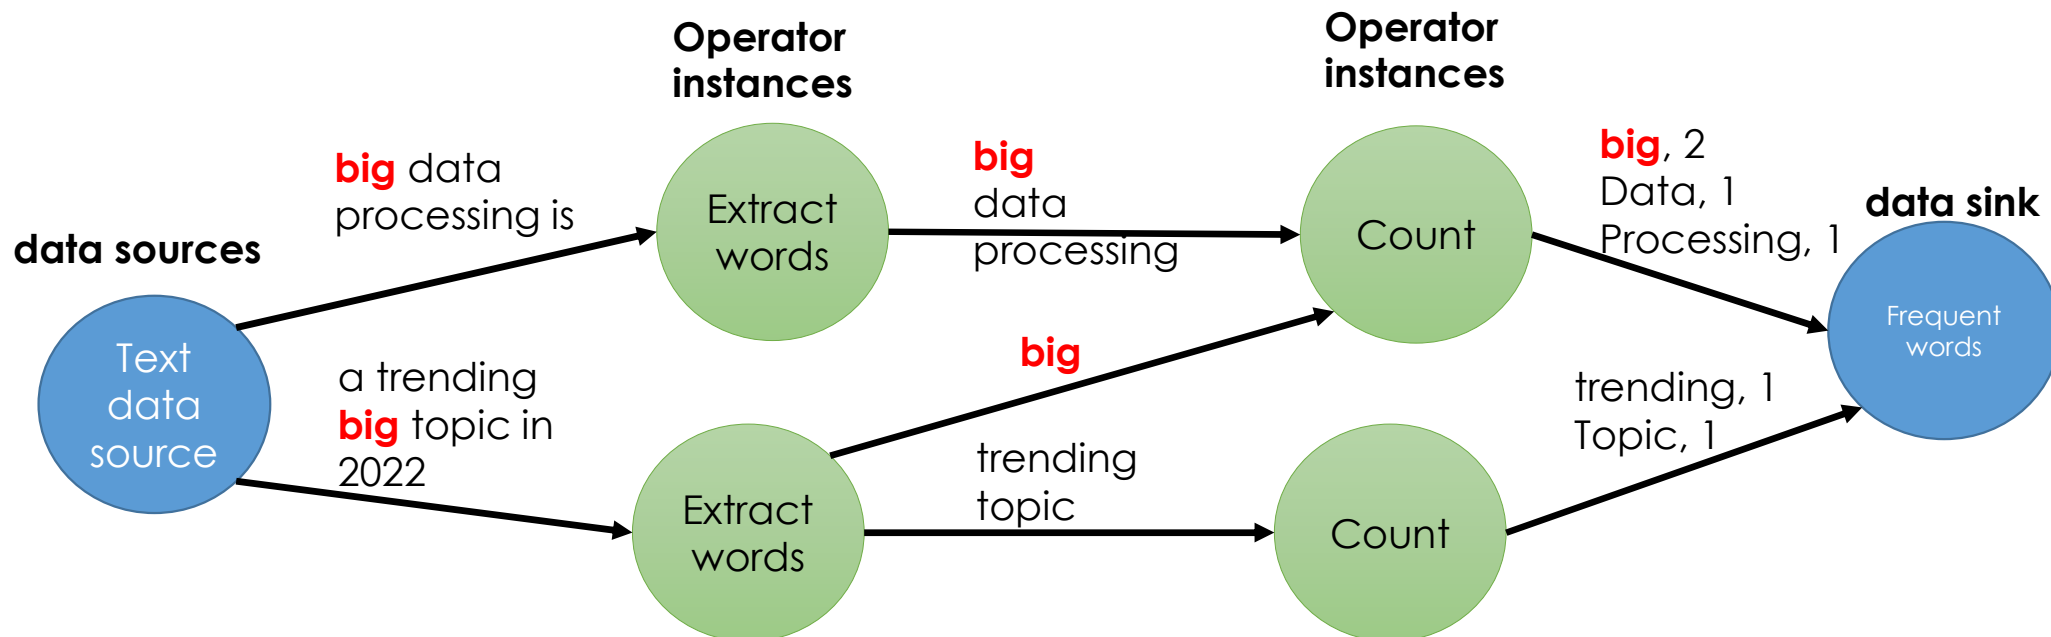 data sources
Text
data
source
big data
processing is
a trending
big topic in
2022
Operator
instances
Extract
words
Extract
words
big
data
processing
big
trending
topic
Operator
instances
Count
Count
big, 2
Data, 1
Processing, 1
trending, 1
Topic, 1
data sink
Frequent
words